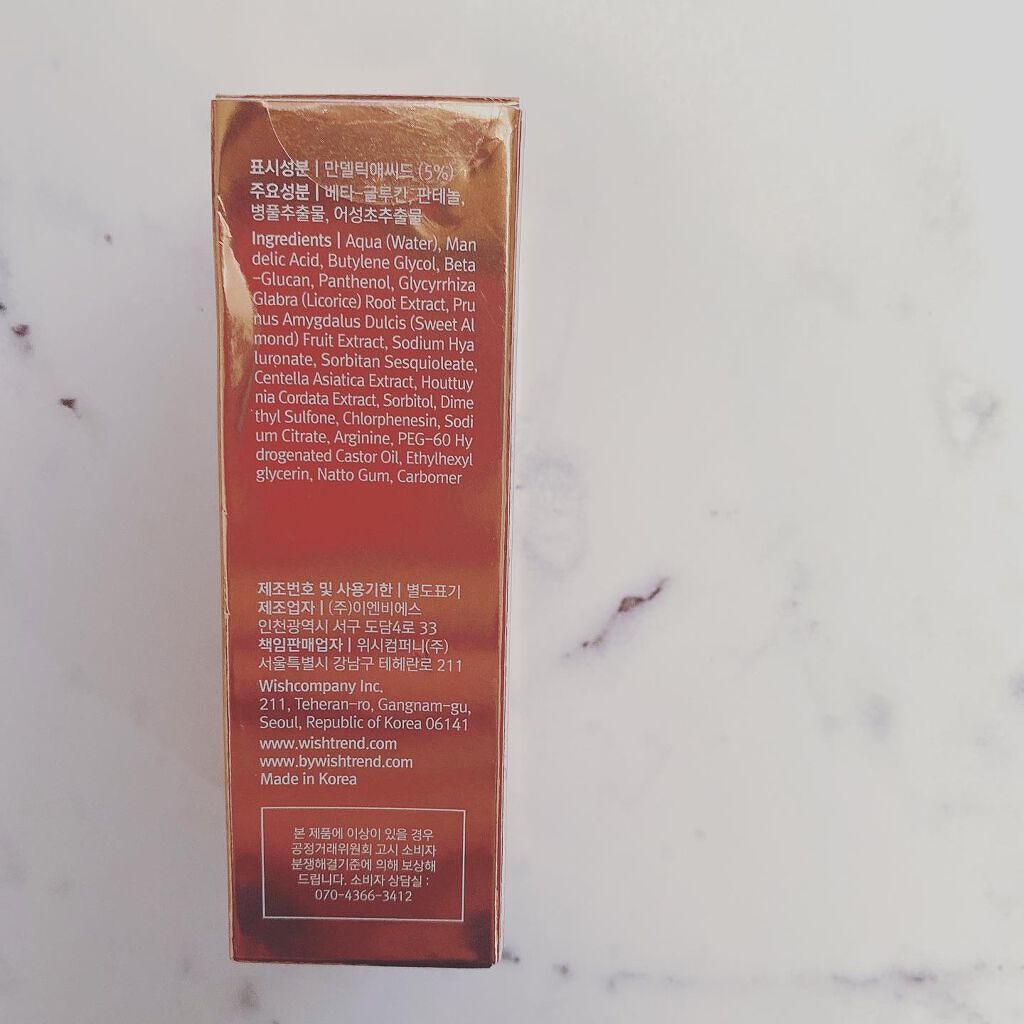 표시성분 | 만델릭애씨드 (5%)
주요성분 | 베타-글루칸, 판테놀,
병풀추출물, 어성초추출물
Ingredients | Aqua (Water), Man
delic Acid, Butylene Glycol, Beta
-Glucan, Panthenol, Glycyrrhiza
Glabra (Licorice) Root Extract, Pru
nus Amygdalus Dulcis (Sweet Al
mond) Fruit Extract, Sodium Hya
luronate, Sorbitan Sesquioleate,
Centella Asiatica Extract, Houttuy
nia Cordata Extract, Sorbitol, Dime
thyl Sulfone, Chlorphenesin, Sodi
um Citrate, Arginine, PEG-60 Hy
drogenated Castor Oil, Ethylhexyl
glycerin, Natto Gum, Carbomer
제조번호 및 사용기한 | 별도표기
제조업자 | (주)이엔비에스
인천광역시 서구 도담4로 33
책임판매업자 | 위시컴퍼니(주)
서울특별시 강남구 테헤란로 211
Wishcompany Inc.
211, Teheran-ro, Gangnam-gu,
Seoul, Republic of Korea 06141
www.wishtrend.com
www.bywishtrend.com
Made in Korea
본 제품에 이상이 있을 경우
공정거래위원회 고시 소비자
분쟁해결기준에 의해 보상해
드립니다. 소비자 상담실 :
070-4366-3412